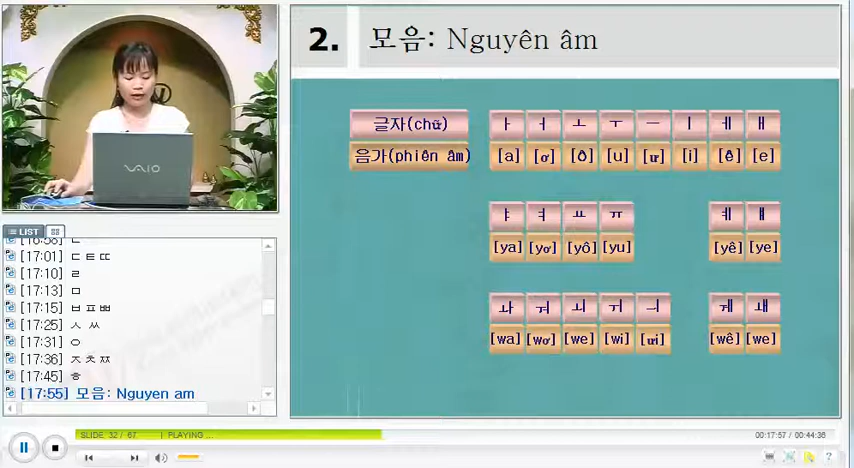 2. 모음: Nguyên âm
글자(chữ) ㅏ ㅓ ㅗ ㅜ ㅡ ㅣ ㅔ ㅐ
음가(phiên âm) [a] [ơ] [ô] [u] [ư] [i] [ê] [e]
ㅑ ㅕ ㅛ ㅠ ㅖ ㅒ
[ya] [yơ] [yô] [yu] [yê] [ye]
ㅘ ㅝ ㅚ ㅟ ㅢ ㅞ ㅙ
[wa] [wơ] [we] [wi] [ưi] [wê] [we]
VAIO
LIST
[16:58] ㄴ
[17:01] ㄷ ㅌ ㄸ
[17:10] ㄹ
[17:13] ㅁ
[17:15] ㅂ ㅍ ㅃ
[17:25] ㅅ ㅆ
[17:31] ㅇ
[17:36] ㅈ ㅊ ㅉ
[17:45] ㅎ
[17:55] 모음: Nguyen am
SLIDE. 32 / 67 | PLAYING ...
00:17:57 / 00:44:36